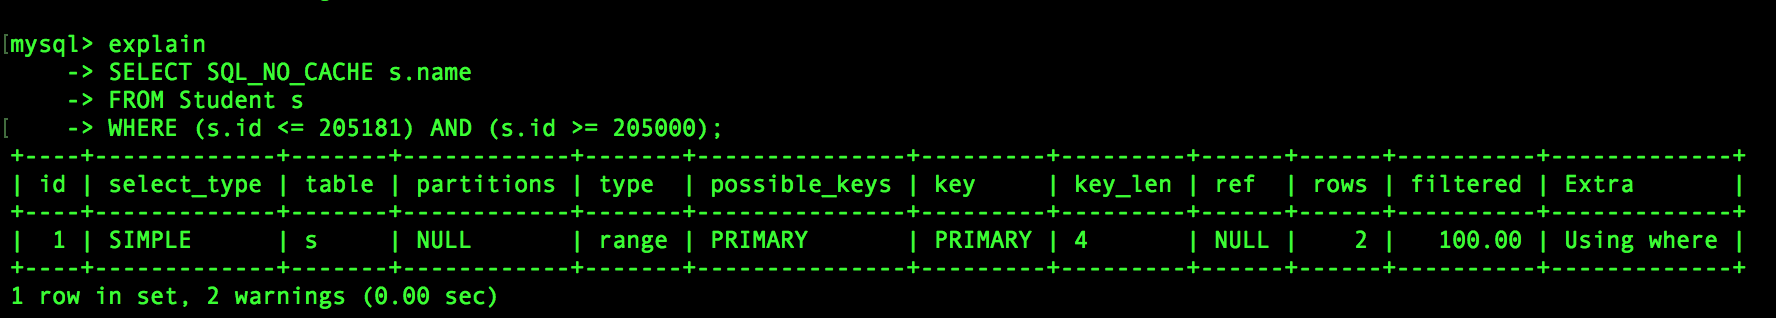 [mysql> explain
    -> SELECT SQL_NO_CACHE s.name
    -> FROM Student s
[    -> WHERE (s.id <= 205181) AND (s.id >= 205000);
+----+-------------+-------+------------+-------+---------------+---------+---------+------+------+----------+-------------+
| id | select_type | table | partitions | type  | possible_keys | key     | key_len | ref  | rows | filtered | Extra       |
+----+-------------+-------+------------+-------+---------------+---------+---------+------+------+----------+-------------+
|  1 | SIMPLE      | s     | NULL       | range | PRIMARY       | PRIMARY | 4       | NULL |    2 |   100.00 | Using where |
+----+-------------+-------+------------+-------+---------------+---------+---------+------+------+----------+-------------+
1 row in set, 2 warnings (0.00 sec)